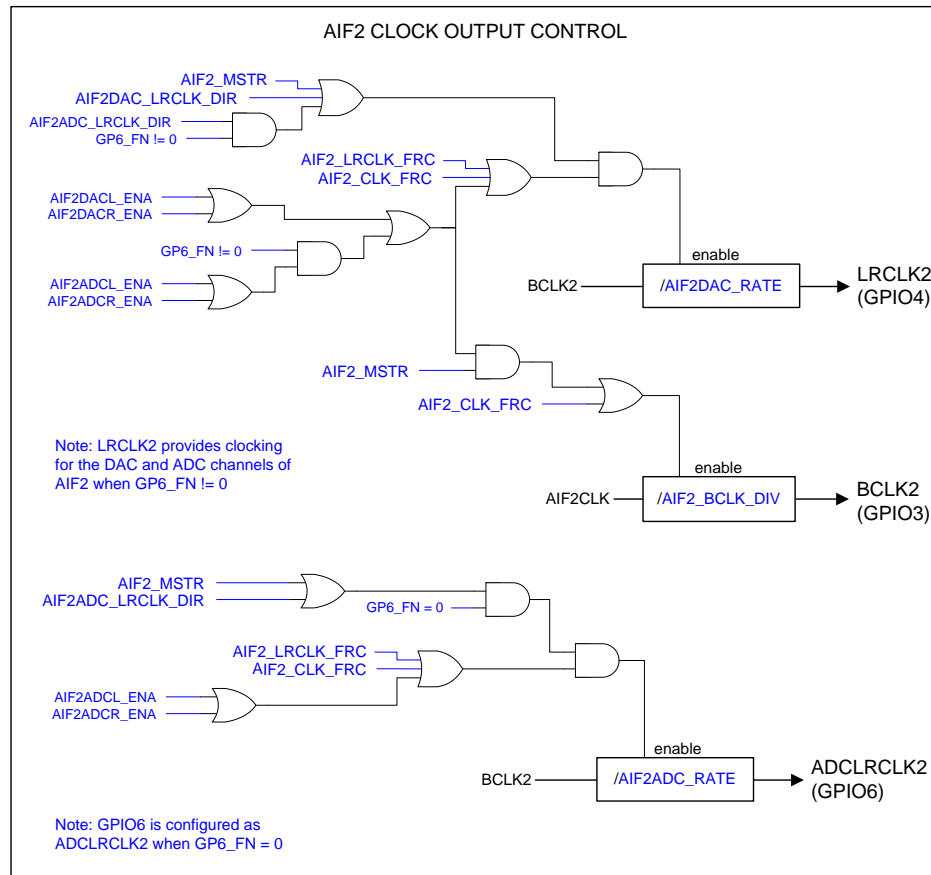 AIF2 CLOCK OUTPUT CONTROL
AIF2_MSTR
AIF2DAC_LRCLK_DIR
AIF2ADC_LRCLK_DIR
GP6_FN != 0
AIF2_LRCLK_FRC
AIF2_CLK_FRC
AIF2DACL_ENA
AIF2DACR_ENA
GP6_FN != 0
AIF2ADCL_ENA
AIF2ADCR_ENA
enable
BCLK2
/AIF2DAC_RATE
LRCLK2
(GPIO4)
AIF2_MSTR
AIF2_CLK_FRC
Note: LRCLK2 provides clocking
for the DAC and ADC channels of
AIF2 when GP6_FN != 0
enable
AIF2CLK
/AIF2_BCLK_DIV
BCLK2
(GPIO3)
AIF2_MSTR
AIF2ADC_LRCLK_DIR
GP6_FN = 0
AIF2_LRCLK_FRC
AIF2_CLK_FRC
AIF2ADCL_ENA
AIF2ADCR_ENA
enable
BCLK2
/AIF2ADC_RATE
ADCLRCLK2
(GPIO6)
Note: GPIO6 is configured as
ADCLRCLK2 when GP6_FN = 0